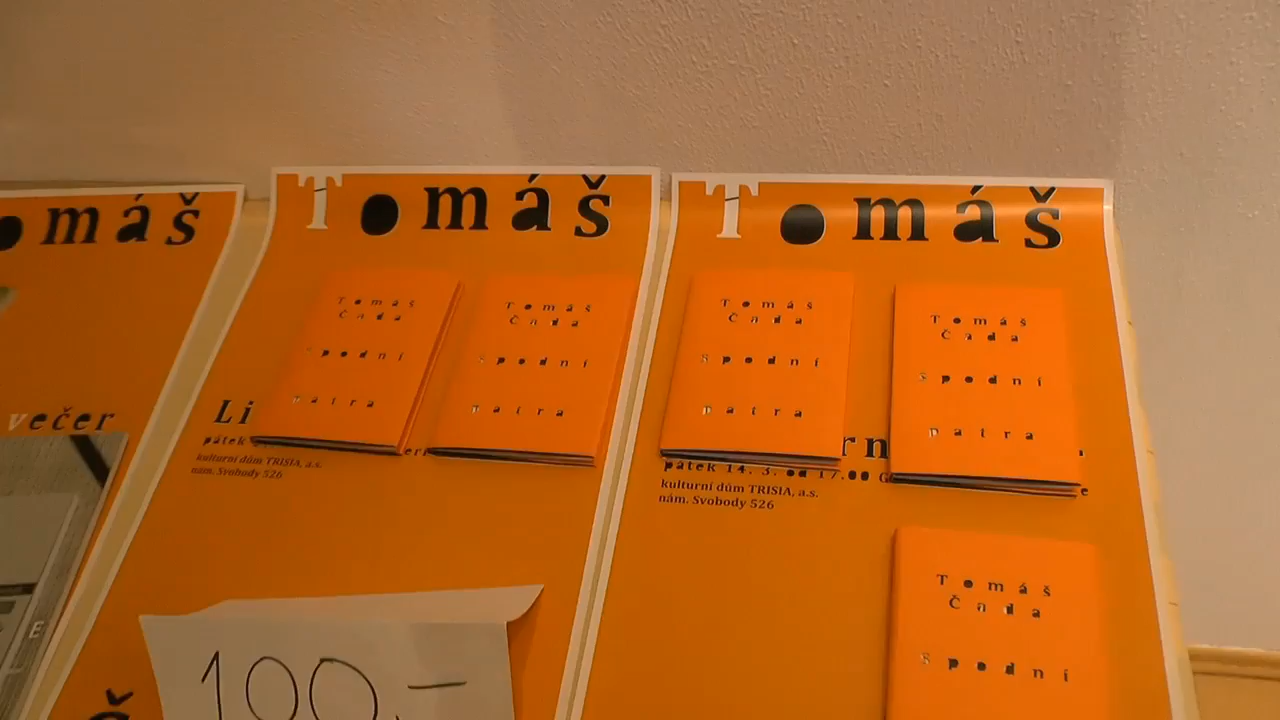 omáš
večer
E
Tomáš
Tomáš
Čada
Spodní
patra
Tomáš
Čada
Spodní
patra
Li
pátek
kulturní dům TRISIA, a.s.
nám. Svobody 526
100,-
Tomáš
Tomáš
Čada
Spodní
patra
Tomáš
Čada
Spodní
patra
pátek 14. 3. od 17.00 G
kulturní dům TRISIA, a.s.
nám. Svobody 526
Tomáš
Čada
Spodní